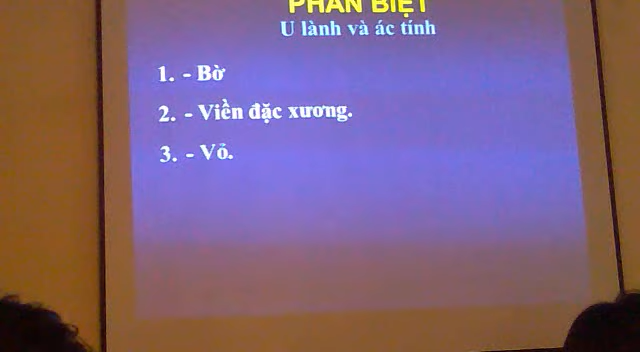 PHÂN BIỆT
U lành và ác tính
1. - Bờ
2. - Viền đặc xương.
3. - Vỏ.